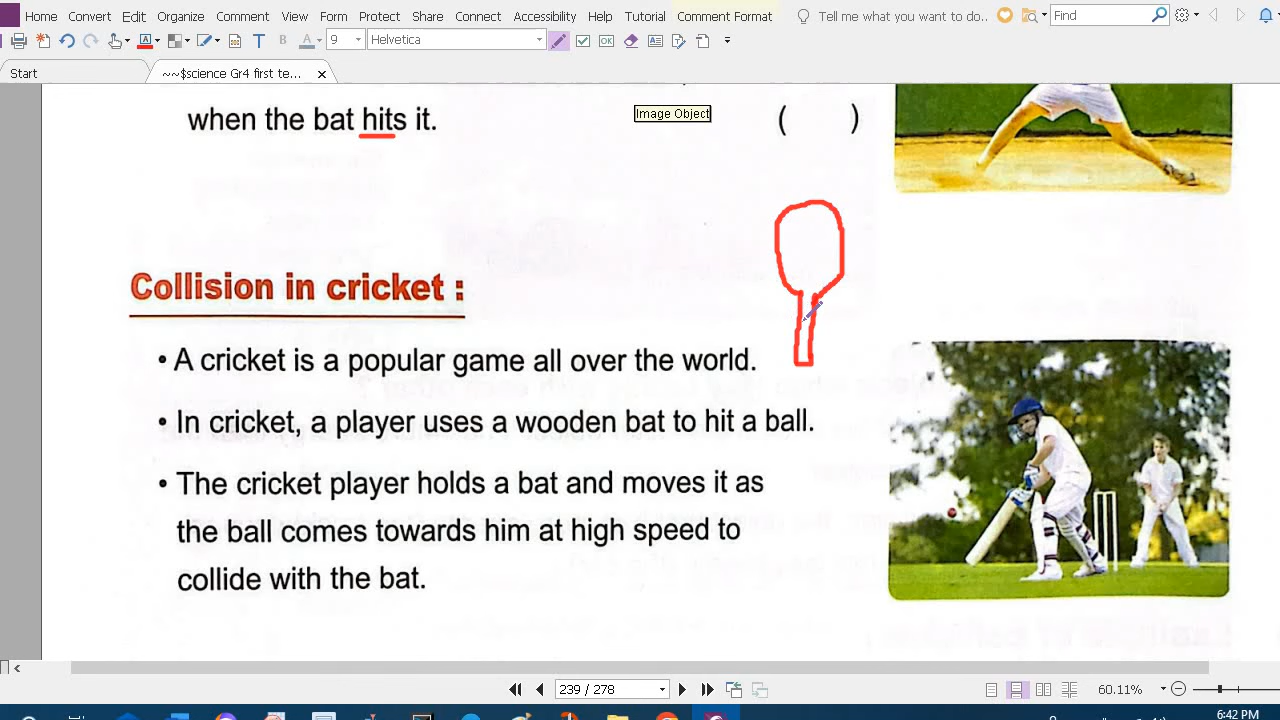 Home Convert Edit Organize Comment View Form Protect Share Connect Accessibility Help Tutorial Comment Format Tell me what you want to do.. Find
9 Helvetica OK
Start ~~$science Gr4 first te... ×
when the bat hits it. ( )
Image Object
Collision in cricket :
• A cricket is a popular game all over the world.
• In cricket, a player uses a wooden bat to hit a ball.
• The cricket player holds a bat and moves it as
the ball comes towards him at high speed to
collide with the bat.
239 / 278 60.11%
6:42 PM